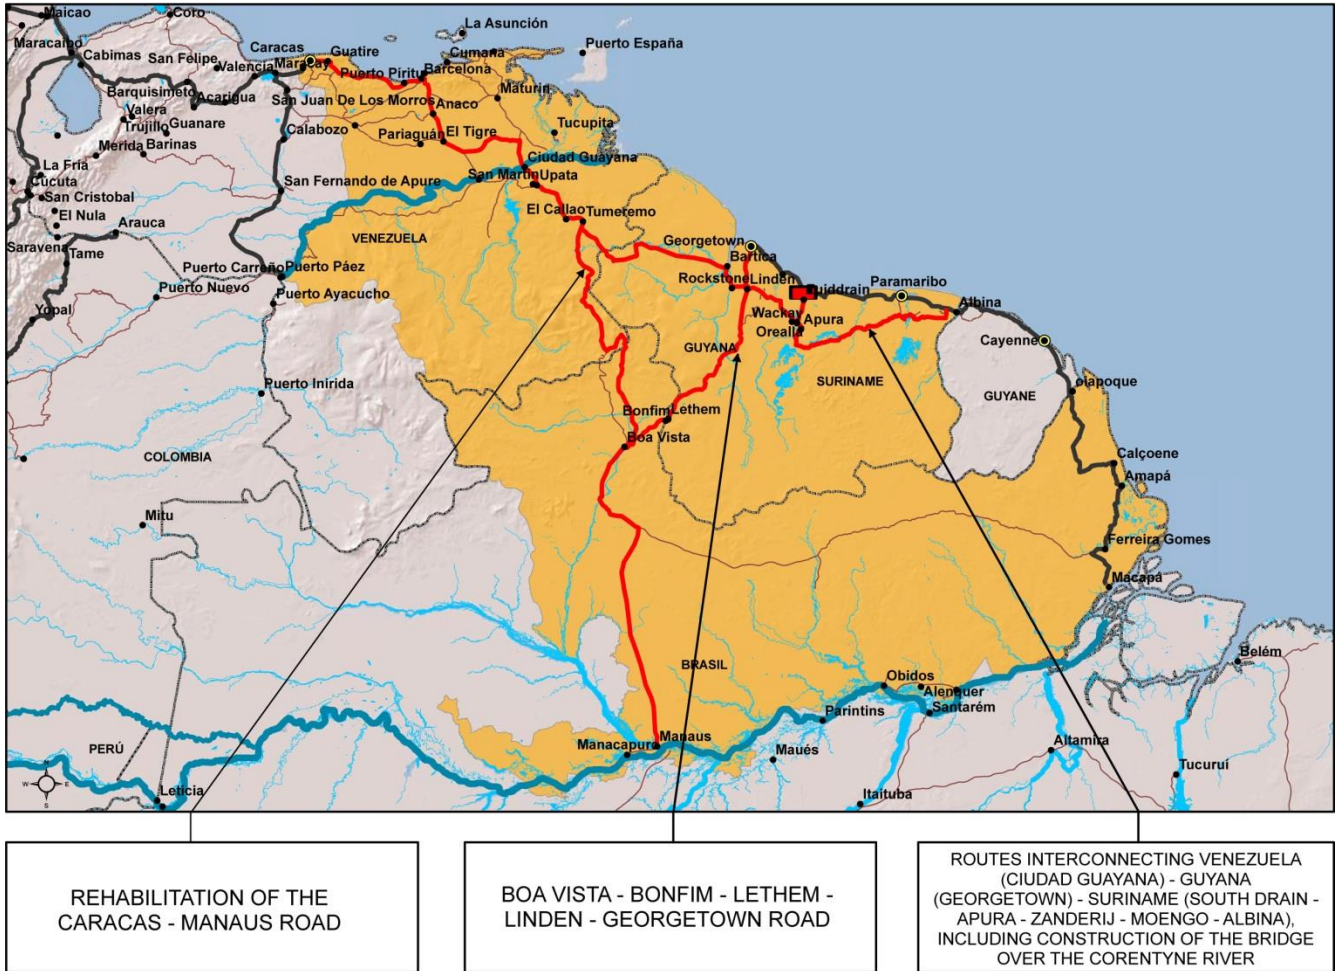 Maicao
Coro
La Asunción
Maracaibo
Cabimas
San Felipe
Caracas
Guatire
Cumana
Puerto España
Valencia
Maracay
Puerto Piritu
Barcelona
Barquisimeto
Acarigua
San Juan De Los Morros
Maturin
Valera
Trujillo
Guanare
Anaco
Calabozo
Pariaguán
El Tigre
Tucupita
Merida
Barinas
La Fria
Ciudad Guayana
Cucuta
San Cristobal
San Fernando de Apure
San Martin
Upata
El Nula
Arauca
El Callao
Tumeremo
Saravena
Tame
VENEZUELA
Georgetown
Bartica
Puerto Carreño
Puerto Páez
Rockstone
Linden
Paramaribo
Puerto Nuevo
Puerto Ayacucho
uiddrain
Albina
Yopal
Wackay
Apura
Orealla
GUYANA
Cayenne
SURINAME
Puerto Inirida
GUYANE
oiapoque
Bonfim
Lethem
Boa Vista
COLOMBIA
Calçoene
Amapá
Mitu
Ferreira Gomes
Macapá
BRASIL
Belém
Obidos
Alenquer
Santarém
Parintins
PERÚ
Manacapuru
Manaus
Maués
Altamira
Tucuruí
Leticia
Itaituba
N
W
E
S
REHABILITATION OF THE
CARACAS - MANAUS ROAD
BOA VISTA - BONFIM - LETHEM -
LINDEN - GEORGETOWN ROAD
ROUTES INTERCONNECTING VENEZUELA
(CIUDAD GUAYANA) - GUYANA
(GEORGETOWN) - SURINAME (SOUTH DRAIN -
APURA - ZANDERIJ - MOENGO - ALBINA),
INCLUDING CONSTRUCTION OF THE BRIDGE
OVER THE CORENTYNE RIVER